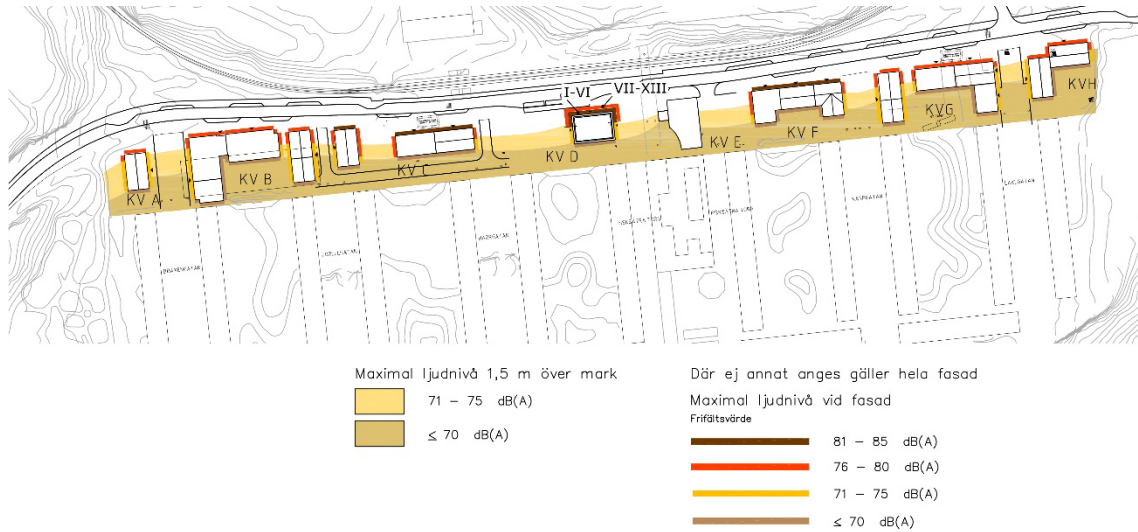 I-VI
VII-XIII
KV A
KV B
KV C
KV D
KV E
KV F
KVG
KVH
Maximal ljudnivå 1,5 m över mark
71 – 75 dB(A)
≤ 70 dB(A)
Där ej annat anges gäller hela fasad
Maximal ljudnivå vid fasad
Frifältsvärde
81 – 85 dB(A)
76 – 80 dB(A)
71 – 75 dB(A)
≤ 70 dB(A)